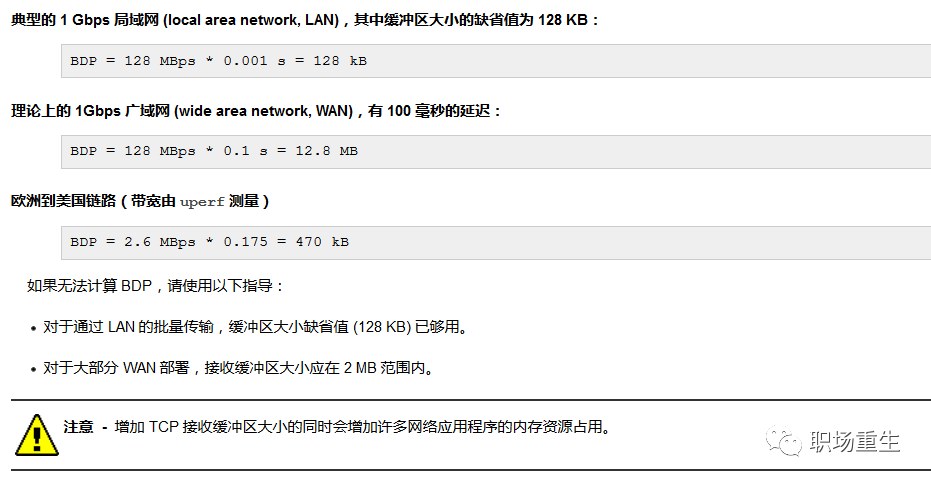 典型的 1 Gbps 局域网 (local area network, LAN)，其中缓冲区大小的缺省值为 128 KB：
BDP = 128 MBps * 0.001 s = 128 kB
理论上的 1Gbps 广域网 (wide area network, WAN)，有 100 毫秒的延迟：
BDP = 128 MBps * 0.1 s = 12.8 MB
欧洲到美国链路（带宽由 uperf 测量）
BDP = 2.6 MBps * 0.175 = 470 kB
如果无法计算 BDP，请使用以下指导：
• 对于通过 LAN 的批量传输，缓冲区大小缺省值 (128 KB) 已够用。
• 对于大部分 WAN 部署，接收缓冲区大小应在 2 MB 范围内。
注意 - 增加 TCP 接收缓冲区大小的同时会增加许多网络应用程序的内存资源占用。
职场重生